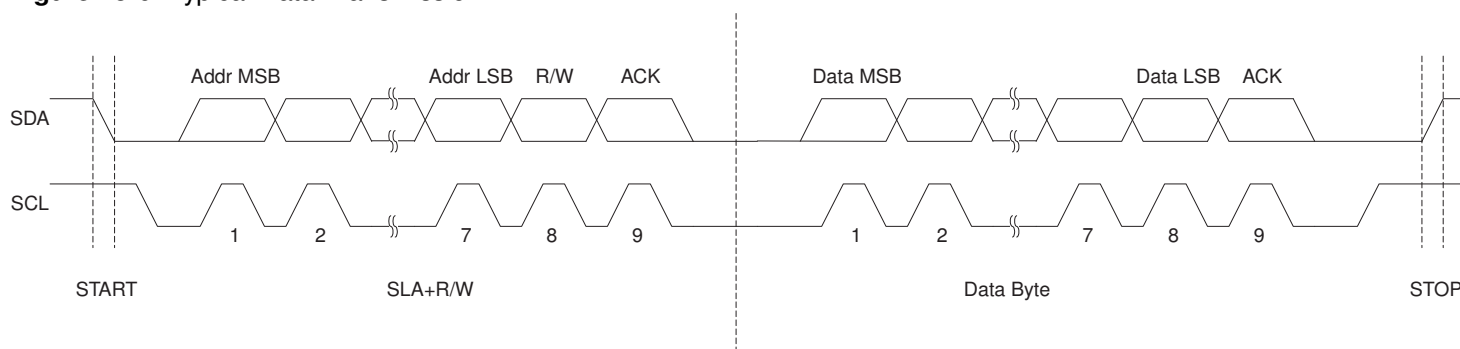 Addr MSB Addr LSB R/W ACK Data MSB Data LSB ACK
SDA
SCL
1 2 7 8 9 1 2 7 8 9
START SLA+R/W Data Byte STOP